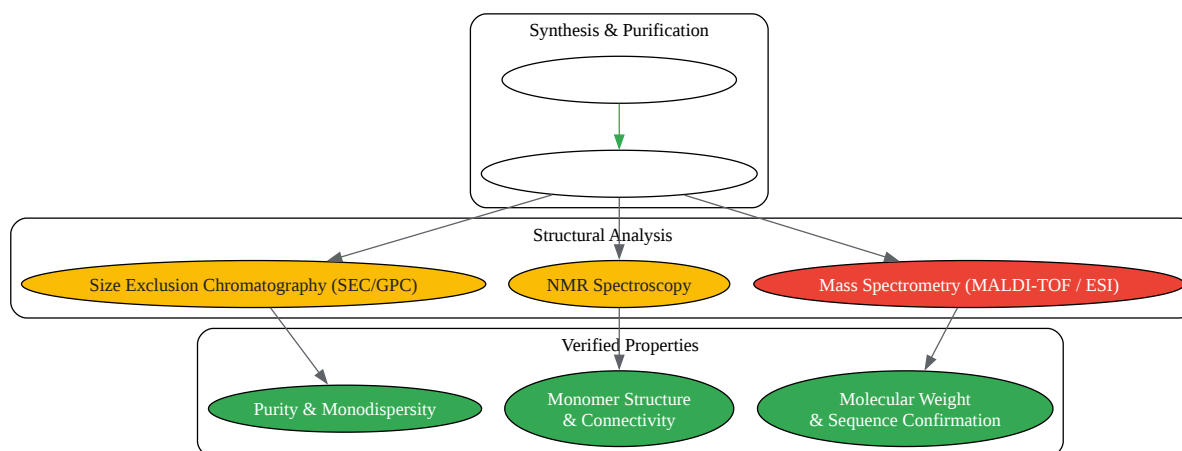 Synthesis & Purification
Structural Analysis
Size Exclusion Chromatography (SEC/GPC)
NMR Spectroscopy
Mass Spectrometry (MALDI-TOF / ESI)
Verified Properties
Purity & Monodispersity
Monomer Structure
& Connectivity
Molecular Weight
& Sequence Confirmation